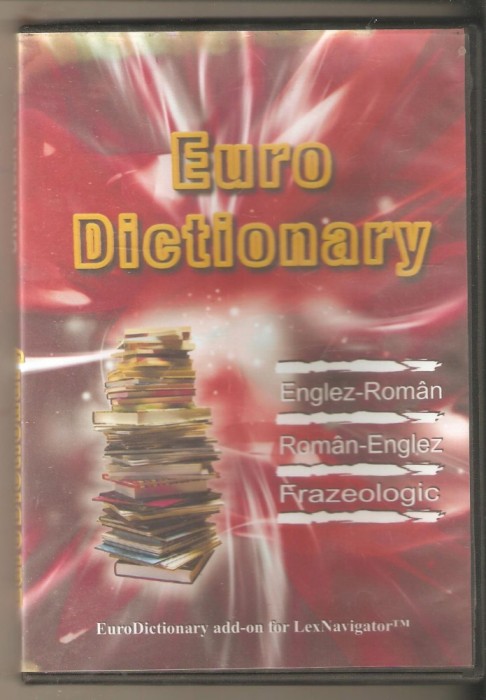 Euro
Dictionary
Englez-Român
Român-Englez
Frazeologic
EuroDictionary add-on for LexNavigator™